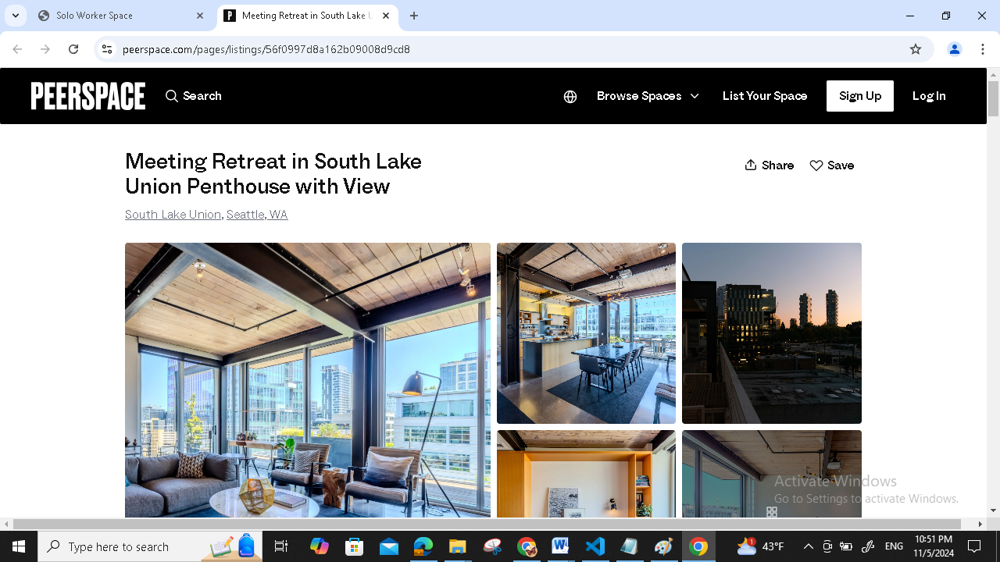 Solo Worker Space
Meeting Retreat in South Lake U
peerspace.com/pages/listings/56f0997d8a162b09008d9cd8
PEERSPACE
Search
Browse Spaces
List Your Space
Sign Up
Log In
Meeting Retreat in South Lake
Union Penthouse with View
Share
Save
South Lake Union, Seattle, WA
Activate Windows
Go to Settings to activate Windows.
Type here to search
1
43°F
ENG
10:51 PM
11/5/2024